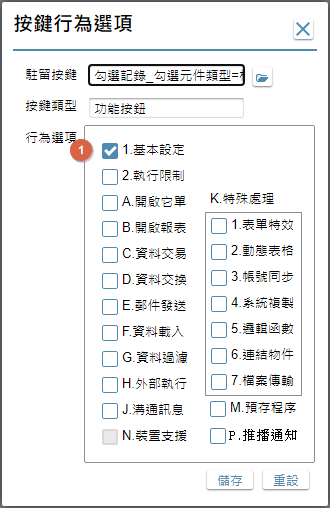 按鍵行為選項
駐留按鍵 勾選記錄_勾選元件類型=
按鍵類型 功能按鈕
行為選項
1 1.基本設定
2.執行限制
A.開啟它單
B.開啟報表
C.資料交易
D.資料交換
E.郵件發送
F.資料載入
G.資料過濾
H.外部執行
J.溝通訊息
N.裝置支援
K.特殊處理
1.表單特效
2.動態表格
3.帳號同步
4.系統複製
5.邏輯函數
6.連結物件
7.檔案傳輸
M.預存程序
P.推播通知
儲存 重設